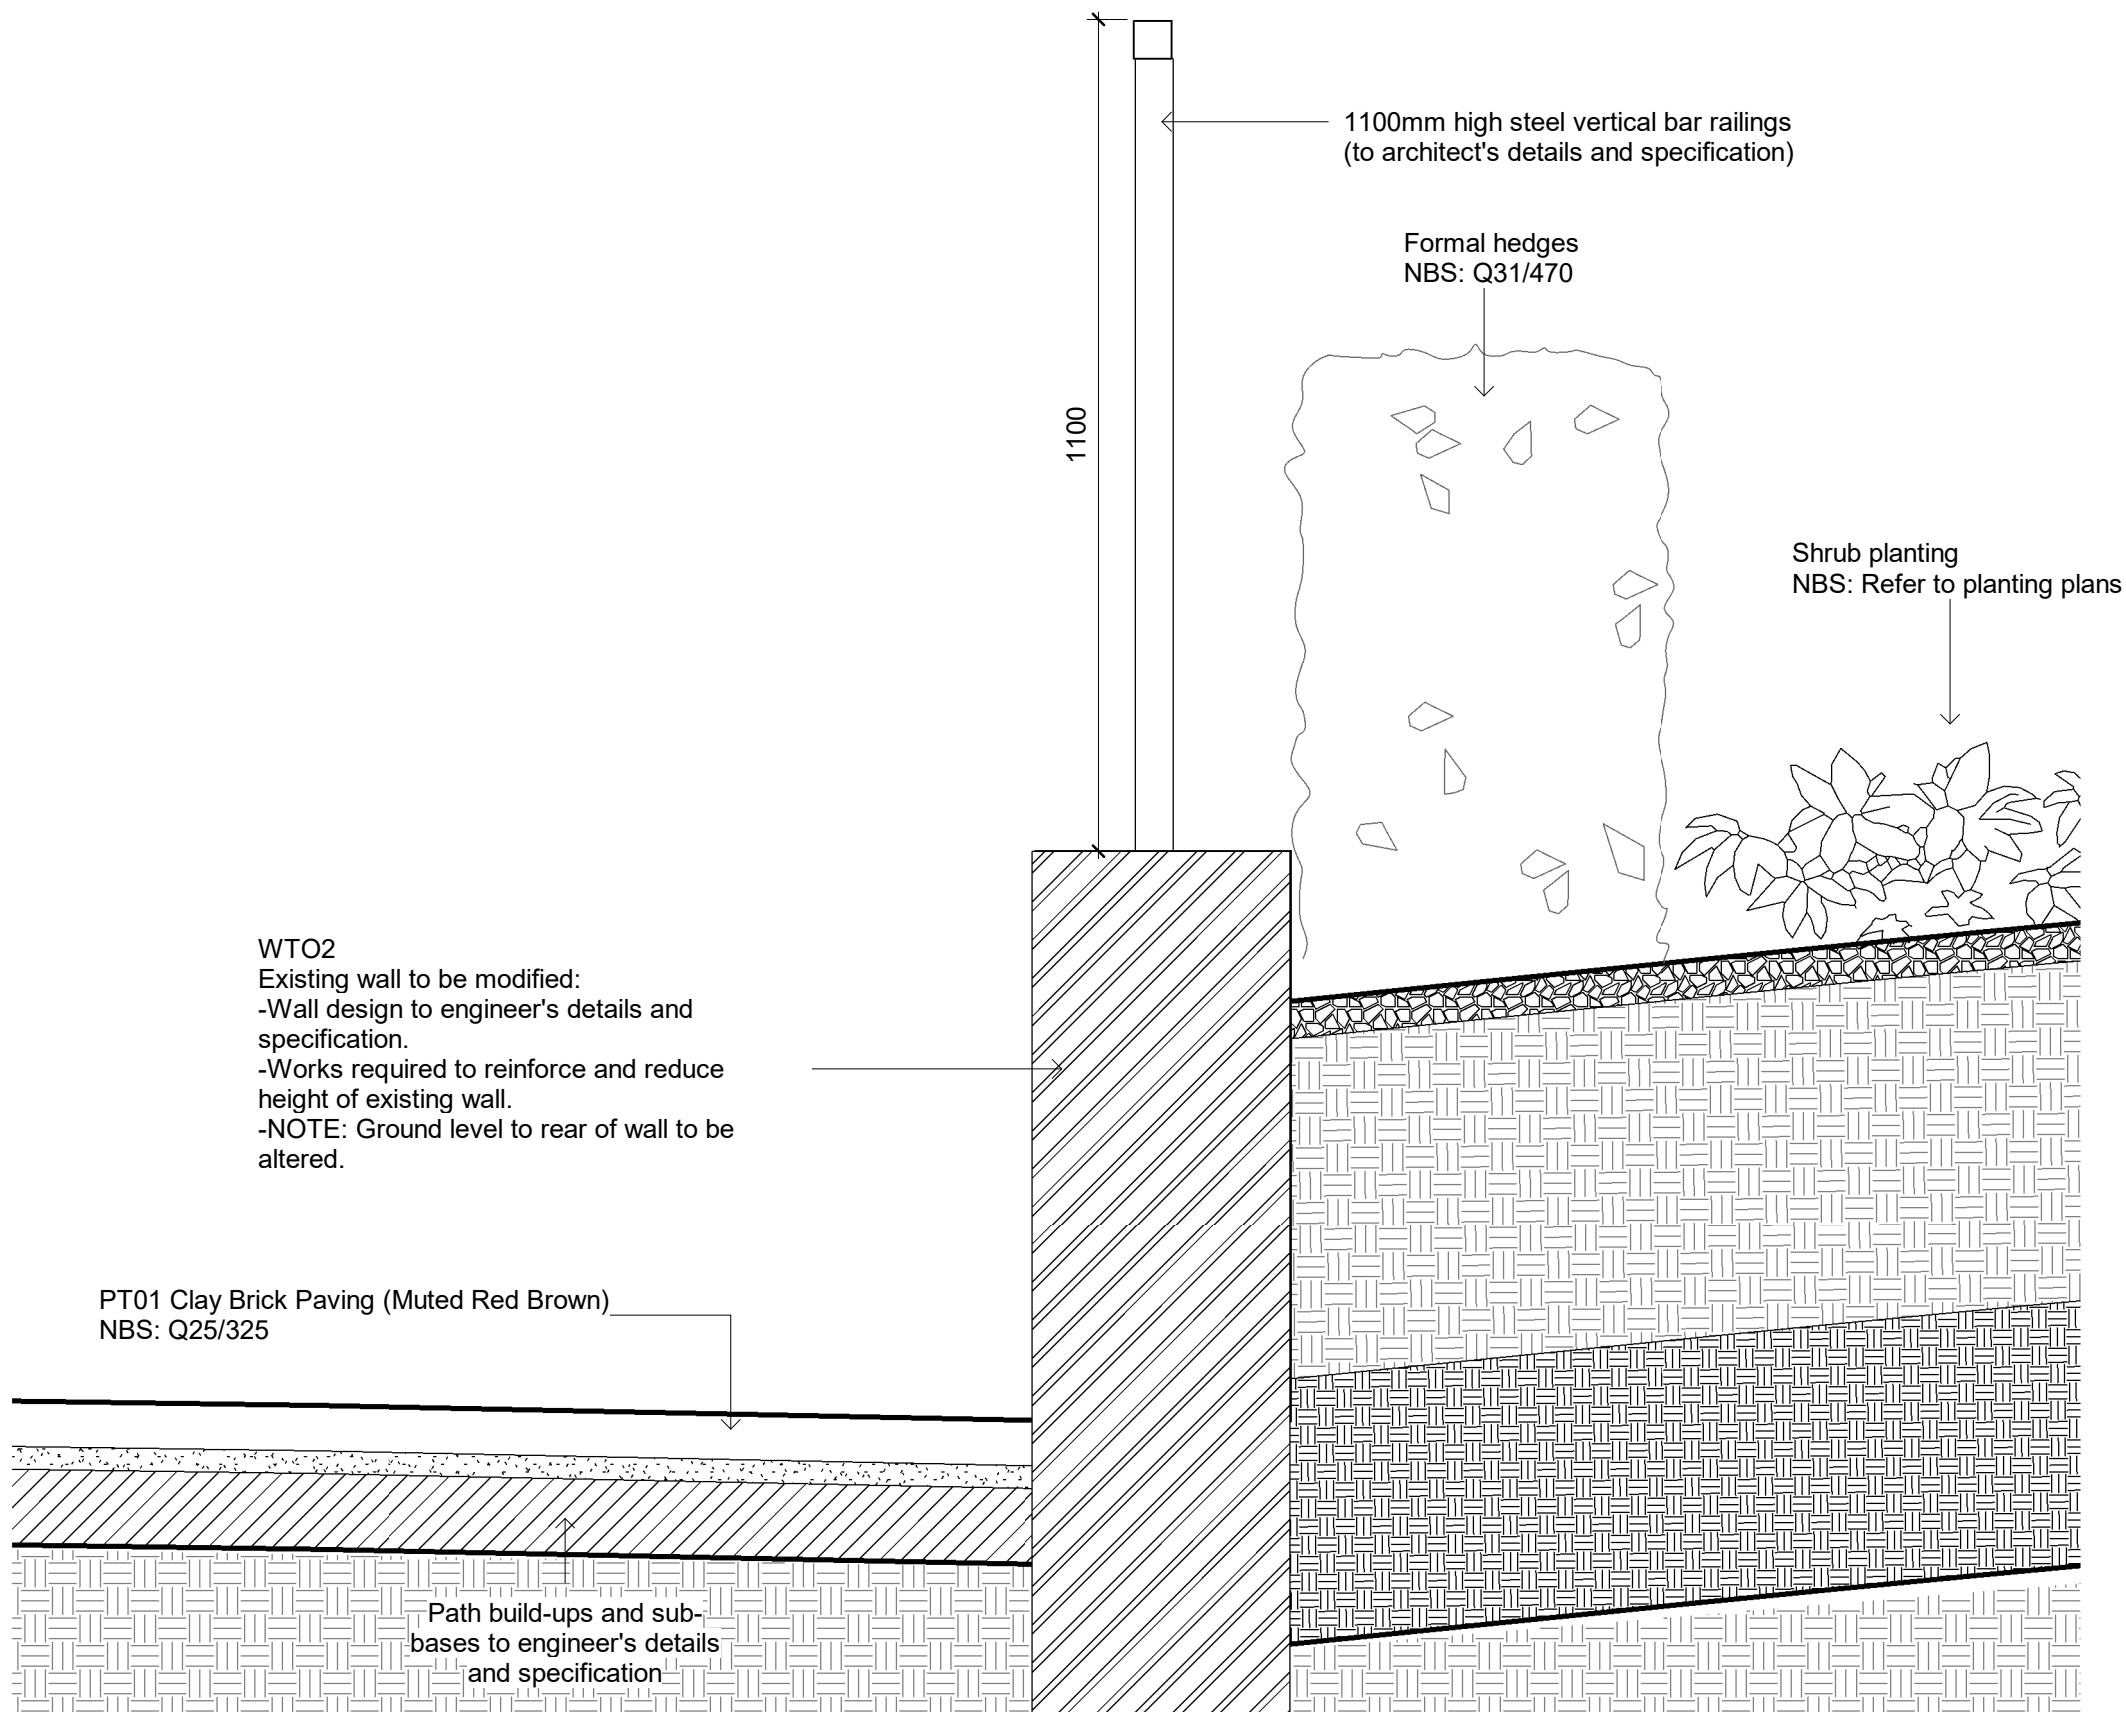 1100mm high steel vertical bar railings
(to architect's details and specification)
Formal hedges
NBS: Q31/470
1100
Shrub planting
NBS: Refer to planting plans
WTO2
Existing wall to be modified:
-Wall design to engineer's details and
specification.
-Works required to reinforce and reduce
height of existing wall.
-NOTE: Ground level to rear of wall to be
altered.
PT01 Clay Brick Paving (Muted Red Brown)
NBS: Q25/325
Path build-ups and sub-
bases to engineer's details
and specification